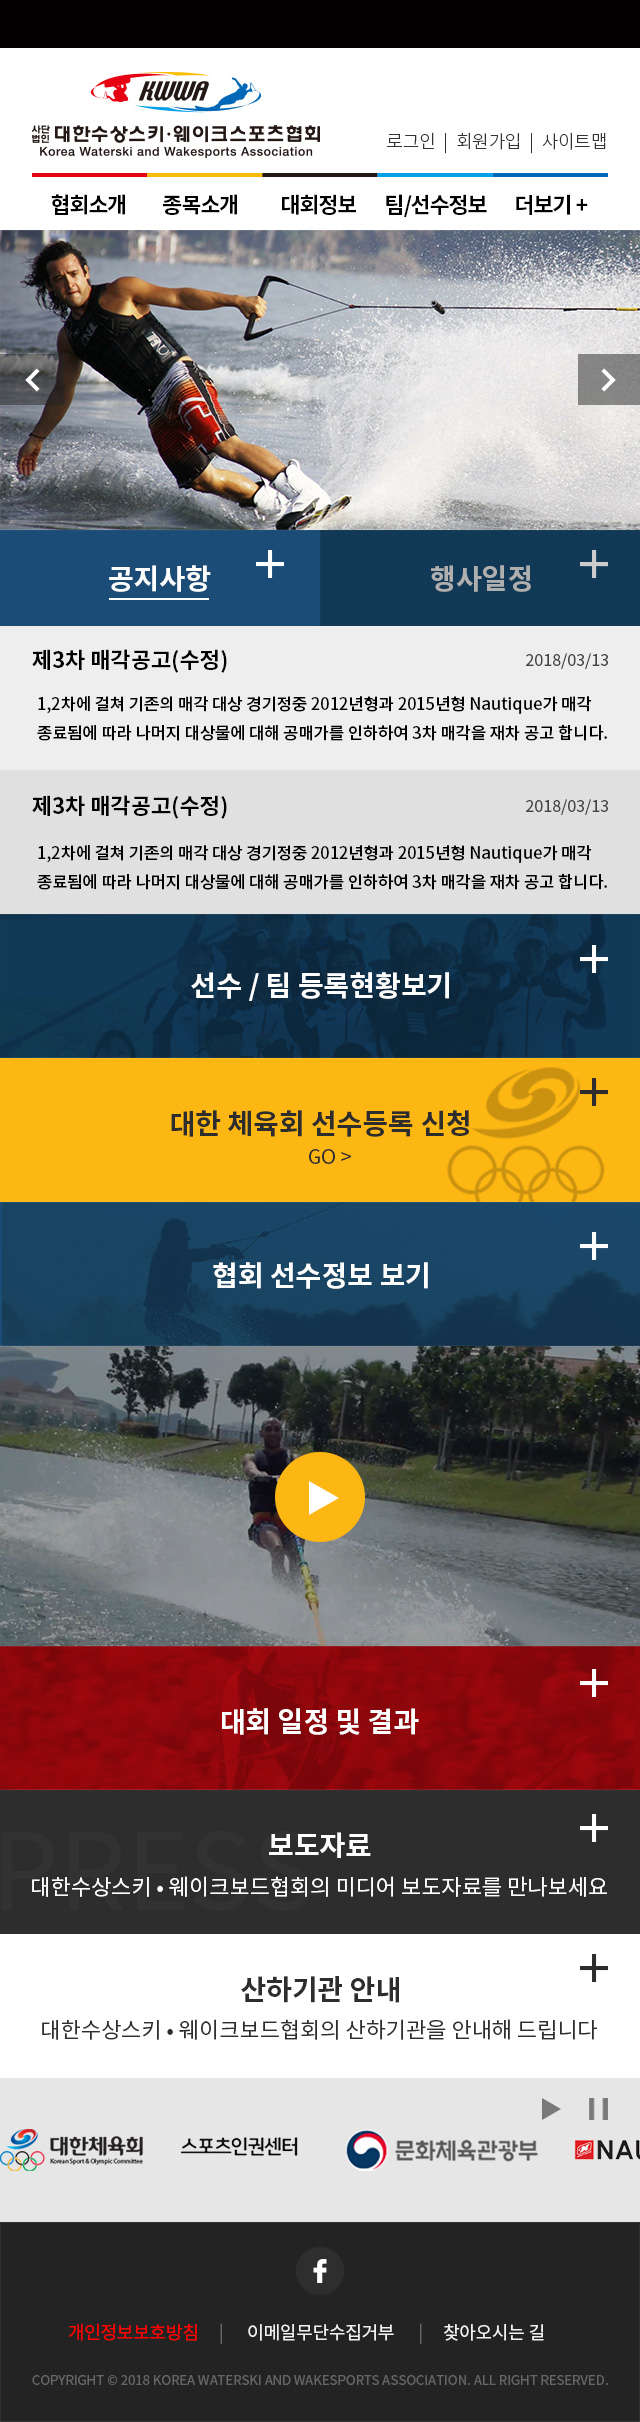 KWWA
사단법인 대한수상스키·웨이크스포츠협회
Korea Waterski and Wakesports Association
로그인 | 회원가입 | 사이트맵
협회소개 종목소개 대회정보 팀/선수정보 더보기 +
공지사항 행사일정
제3차 매각공고(수정) 2018/03/13
1,2차에 걸쳐 기존의 매각 대상 경기정중 2012년형과 2015년형 Nautique가 매각
종료됨에 따라 나머지 대상물에 대해 공매가를 인하하여 3차 매각을 재차 공고 합니다.
제3차 매각공고(수정) 2018/03/13
1,2차에 걸쳐 기존의 매각 대상 경기정중 2012년형과 2015년형 Nautique가 매각
종료됨에 따라 나머지 대상물에 대해 공매가를 인하하여 3차 매각을 재차 공고 합니다.
선수 / 팀 등록현황보기
대한 체육회 선수등록 신청
GO >
협회 선수정보 보기
대회 일정 및 결과
PRESS
보도자료
대한수상스키 • 웨이크보드협회의 미디어 보도자료를 만나보세요
산하기관 안내
대한수상스키 • 웨이크보드협회의 산하기관을 안내해 드립니다
대한체육회
Korean Sport & Olympic Committee
스포츠인권센터
문화체육관광부
NAU
개인정보보호방침 | 이메일무단수집거부 | 찾아오시는 길
COPYRIGHT © 2018 KOREA WATERSKI AND WAKESPORTS ASSOCIATION. ALL RIGHT RESERVED.